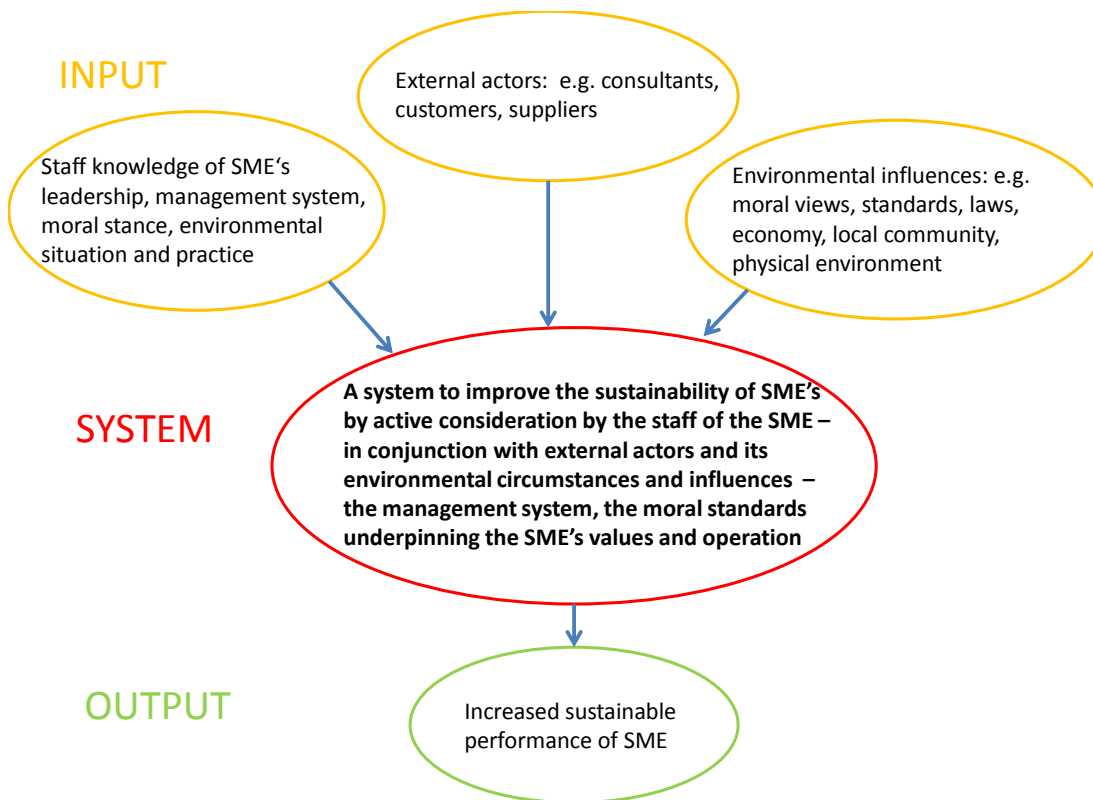 INPUT
External actors:  e.g. consultants,
customers, suppliers
Staff knowledge of SME‘s
leadership, management system,
moral stance, environmental
situation and practice
Environmental influences: e.g.
moral views, standards, laws,
economy, local community,
physical environment
SYSTEM
A system to improve the sustainability of SME’s
by active consideration by the staff of the SME –
in conjunction with external actors and its
environmental circumstances and influences –
the management system, the moral standards
underpinning the SME’s values and operation
OUTPUT
Increased sustainable
performance of SME